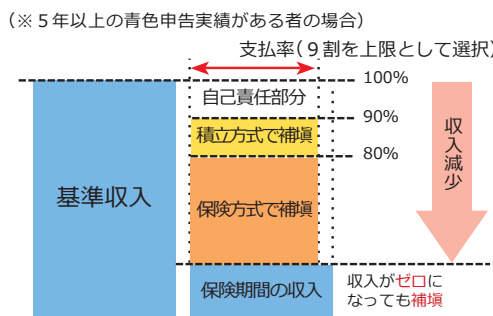 （※５年以上の青色申告実績がある者の場合）
支払率（９割を上限として選択）
100%
自己責任部分
90%
積立方式で補塡
80%
基準収入
保険方式で補塡
収入減少
保険期間の収入
収入がゼロに
なっても補塡